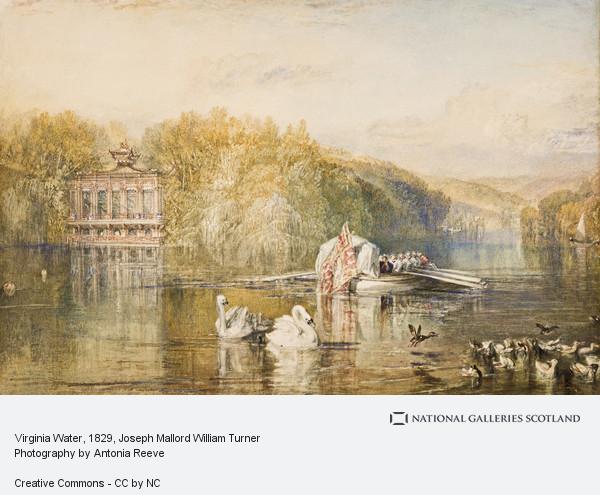 NATIONAL GALLERIES SCOTLAND
Virginia Water, 1829, Joseph Mallord William Turner
Photography by Antonia Reeve
Creative Commons - CC by NC